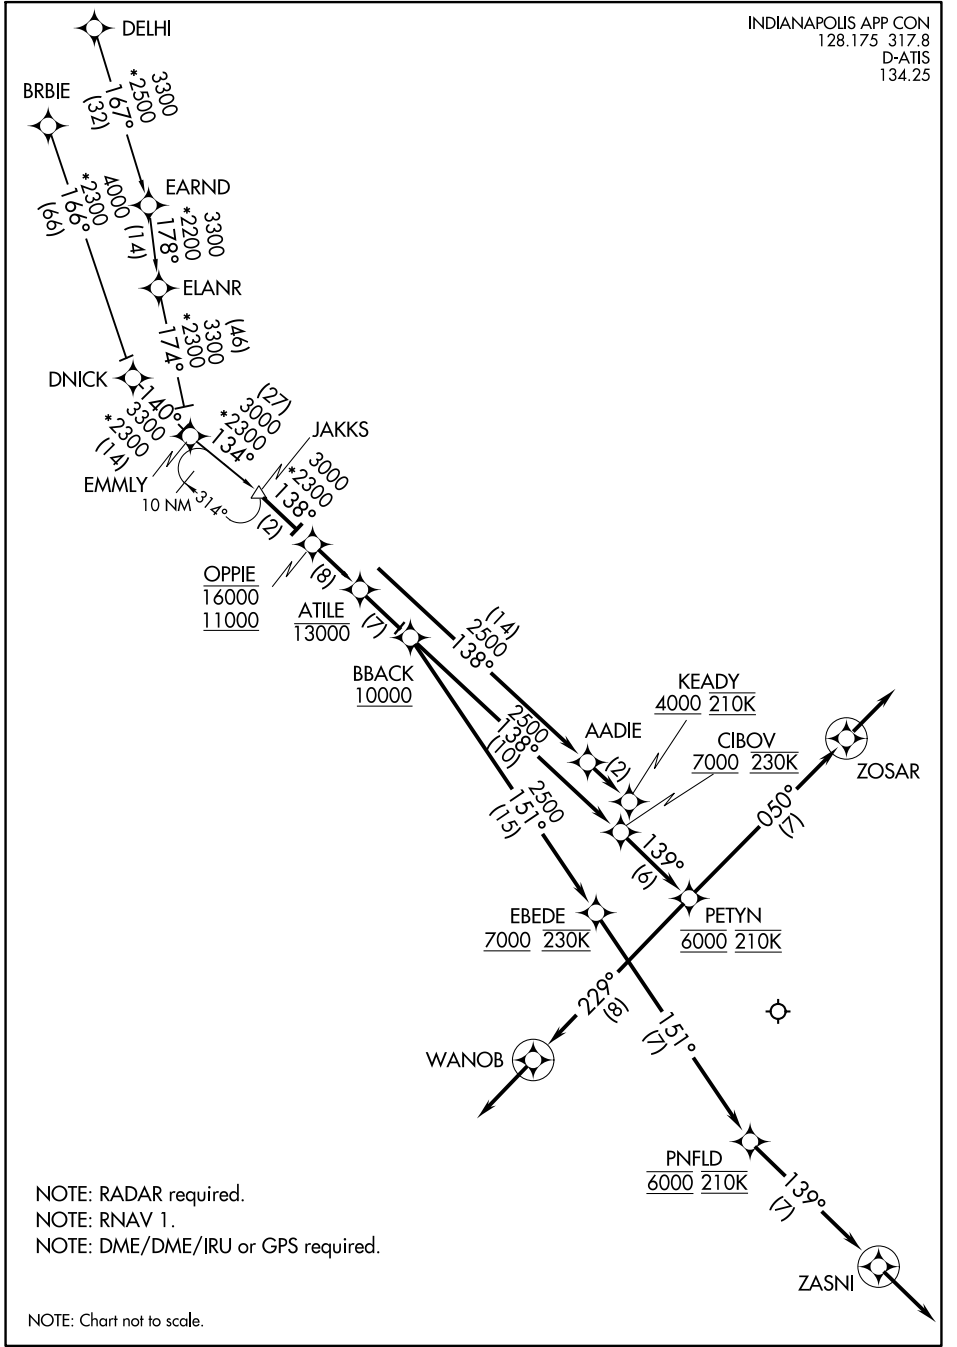 INDIANAPOLIS APP CON
128.175 317.8
D-ATIS
134.25
DELHI
BRBIE
3300
*2500
167°
(32)
4000
*2300
166°
(66)
EARND
3300
*2200
178°
(14)
ELANR
(46)
3300
*2300
174°
DNICK
140°
3300
*2300
(14)
EMMLY
(27)
3000
*2300
134°
JAKKS
10 NM
314°
3000
*2300
138°
(2)
OPPIE
16000
11000
(8)
ATILE
13000
(7)
BBACK
10000
(14)
2500
138°
KEADY
4000 210K
AADIE
(2)
CIBOV
7000 230K
2500
138°
(10)
2500
151°
(15)
ZOSAR
050°
(7)
139°
(6)
EBEDE
7000 230K
PETYN
6000 210K
229°
(8)
WANOB
151°
(7)
PNFLD
6000 210K
139°
(7)
ZASNI
NOTE: RADAR required.
NOTE: RNAV 1.
NOTE: DME/DME/IRU or GPS required.
NOTE: Chart not to scale.